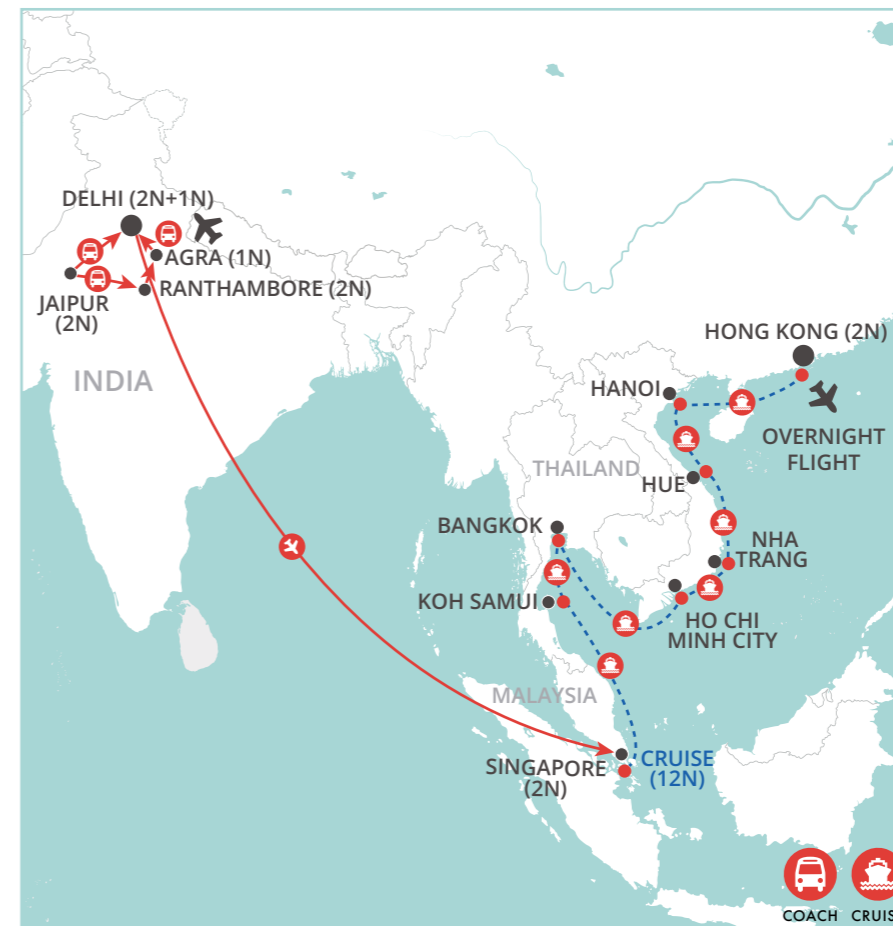 DELHI (2N+1N)
AGRA (1N)
RANTHAMBORE (2N)
JAIPUR
(2N)
INDIA
HONG KONG (2N)
HANOI
OVERNIGHT
FLIGHT
THAILAND
HUE
BANGKOK
NHA
TRANG
KOH SAMUI
HO CHI
MINH CITY
MALAYSIA
SINGAPORE
(2N)
CRUISE
(12N)
COACH
CRUIS